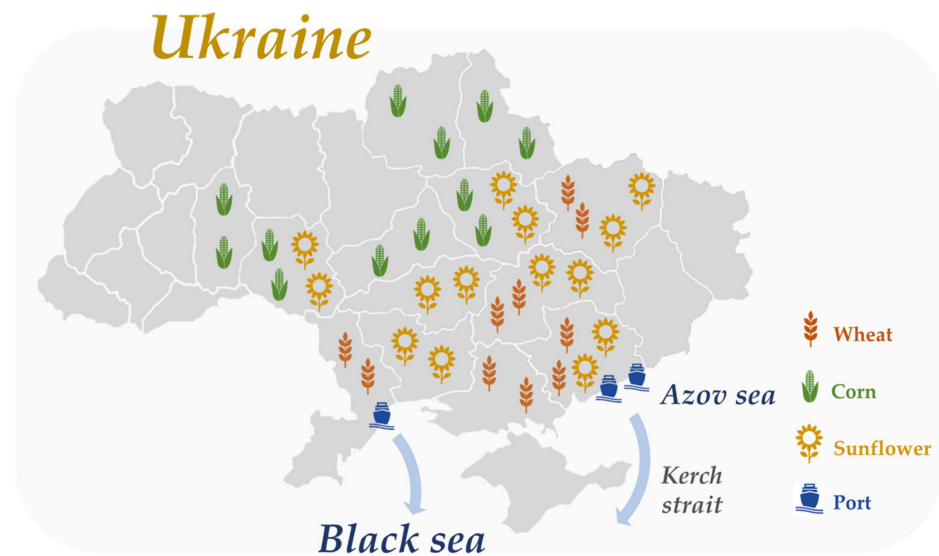 Ukraine
Wheat
Corn
Azov sea
Sunflower
Kerch
strait
Port
Black sea